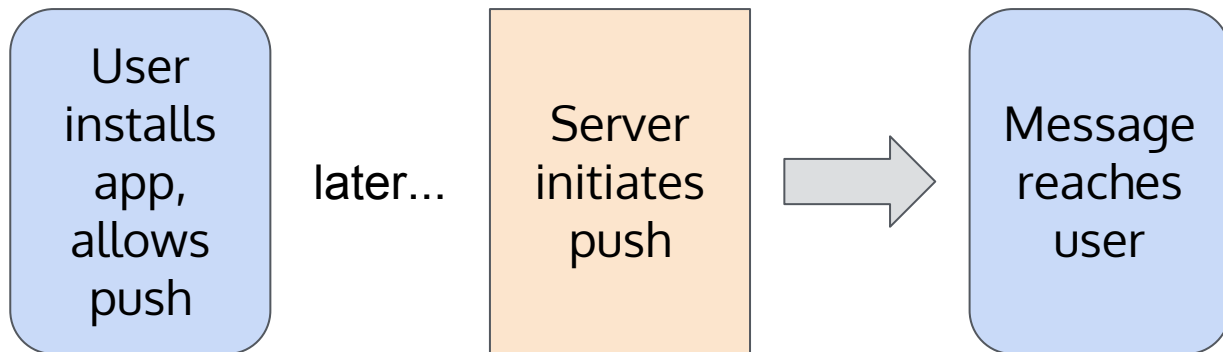 User
installs
app,
allows
push
later...
Server
initiates
push
Message
reaches
user